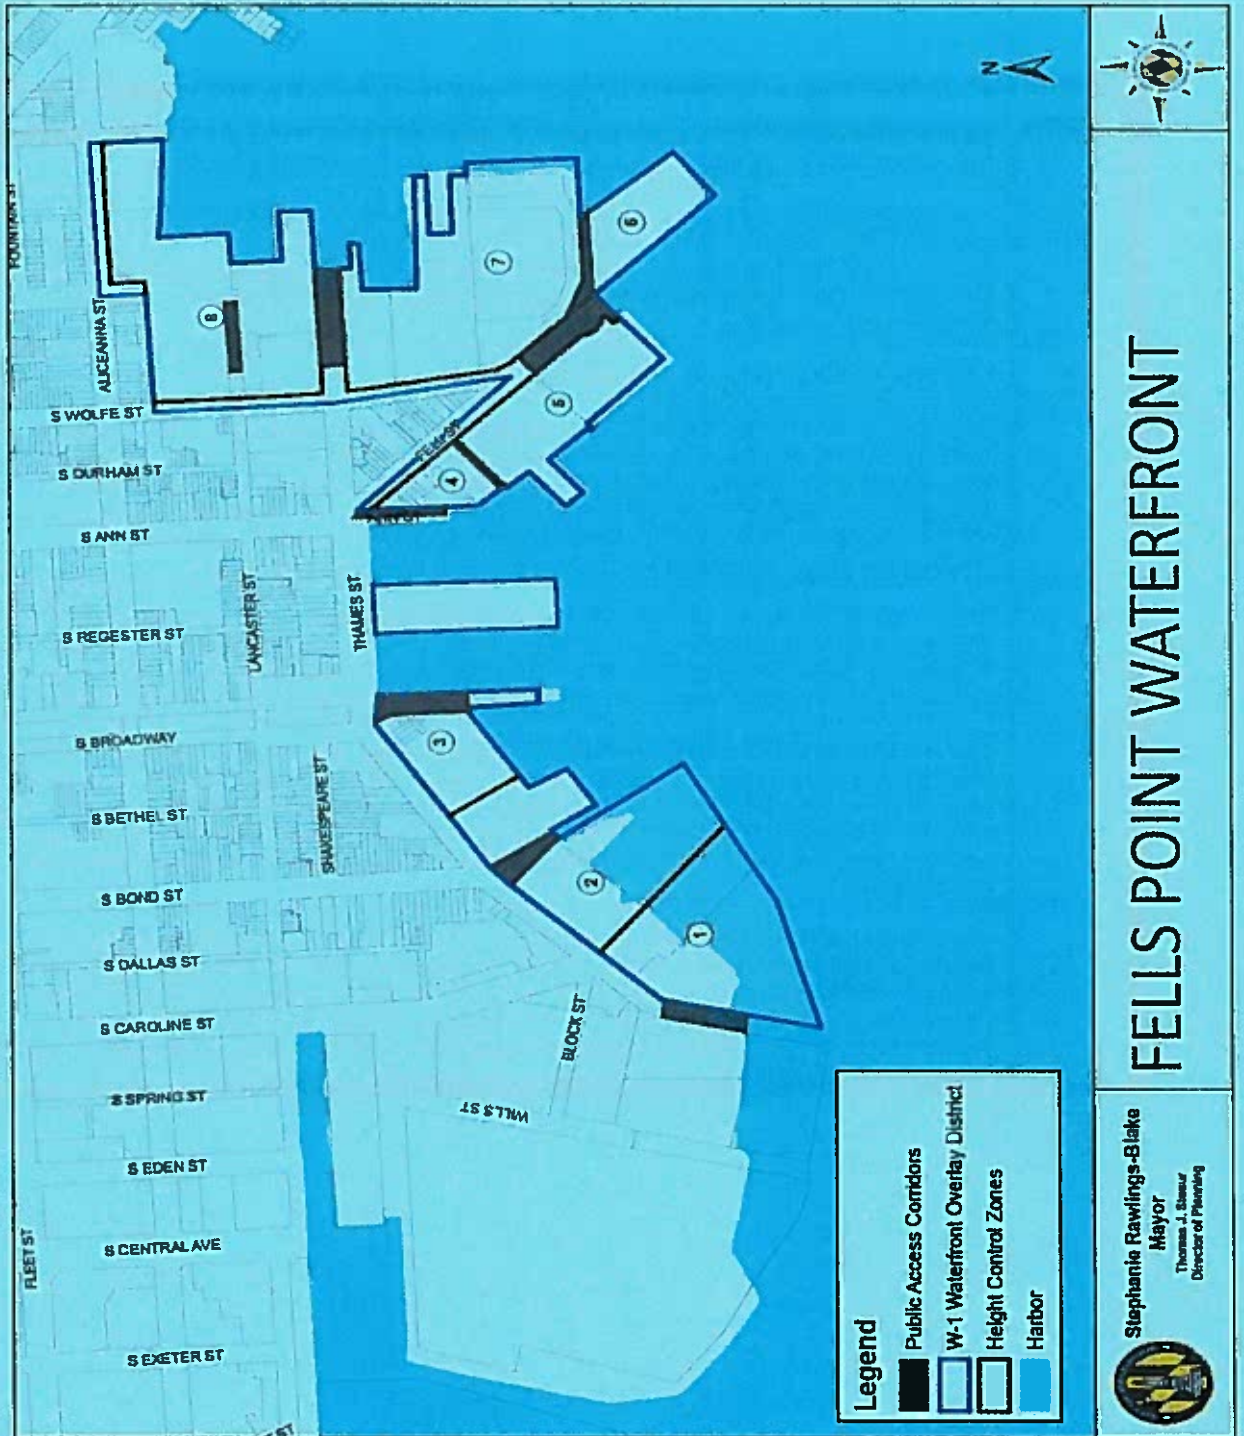 FLEET ST
S EXETER ST
S CENTRAL AVE
S EDEN ST
S SPRING ST
S CAROLINE ST
S DALLAS ST
S BOND ST
S BETHEL ST
S BROADWAY
S REGESTER ST
S ANN ST
S DURHAM ST
S WOLFE ST
ALICEANNA ST
FOUNTAIN ST
LANCASTER ST
SHAKESPEARE ST
THAMES ST
WILLS ST
BLOCK ST
ST
1
2
3
4
5
6
7
8
N
Legend
Public Access Corridors
W-1 Waterfront Overlay District
Height Control Zones
Harbor
Stephanie Rawlings-Blake
Mayor
Thomas J. Stosur
Director of Planning
FELLS POINT WATERFRONT